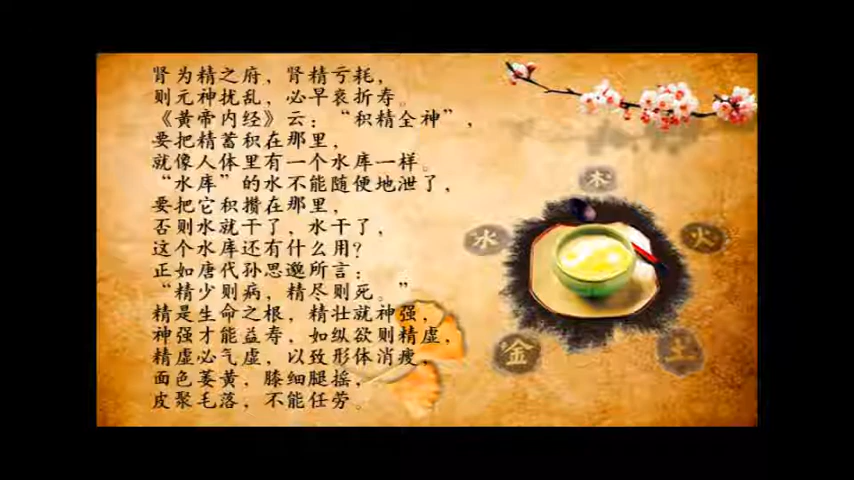 肾为精之府，肾精亏耗，
则元神扰乱，必早衰折寿。
《黄帝内经》云：“积精全神”，
要把精蓄积在那里，
就像人体里有一个水库一样。
“水库”的水不能随便地泄了，
要把它积攒在那里，
否则水就干了，水干了，
这个水库还有什么用？
正如唐代孙思邈所言：
“精少则病，精尽则死。”
精是生命之根，精壮就神强，
神强才能益寿，如纵欲则精虚，
精虚必气虚，以致形体消瘦，
面色萎黄，膝细腿摇，
皮聚毛落，不能任劳。
木
水
火
金
土